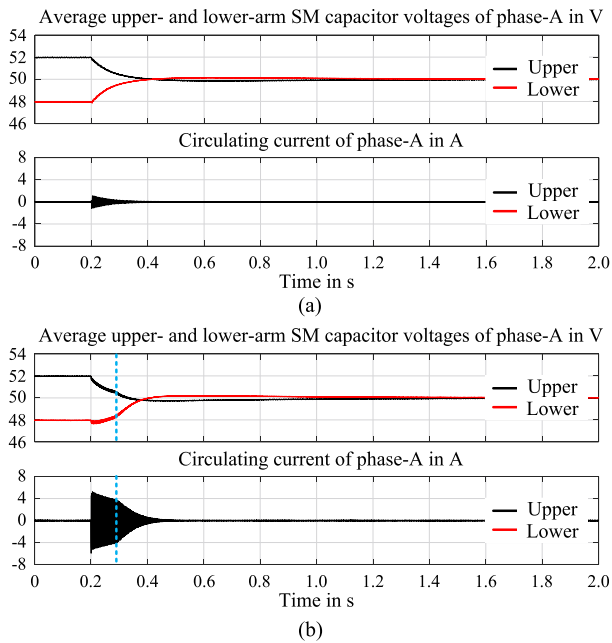 Average upper- and lower-arm SM capacitor voltages of phase-A in V
54
52
50
48
46
Upper
Lower
Circulating current of phase-A in A
8
4
0
-4
-8
Upper
Lower
0 0.2 0.4 0.6 0.8 1.0 1.2 1.4 1.6 1.8 2.0
Time in s
(a)
Average upper- and lower-arm SM capacitor voltages of phase-A in V
54
52
50
48
46
Upper
Lower
Circulating current of phase-A in A
8
4
0
-4
-8
Upper
Lower
0 0.2 0.4 0.6 0.8 1.0 1.2 1.4 1.6 1.8 2.0
Time in s
(b)